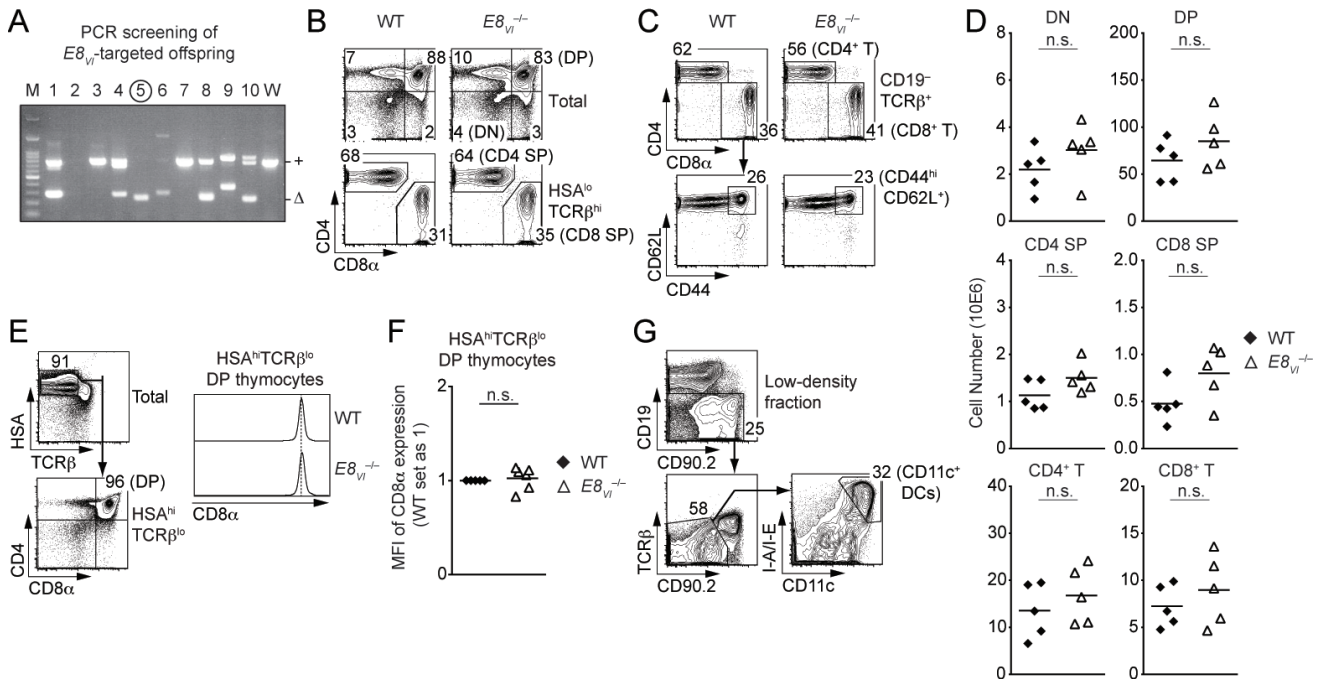 A
PCR screening of
E8VI-targeted offspring
M 1 2 3 4 5 6 7 8 9 10 W
+
Δ
B
WT E8VI−/−
7 88 10 83 (DP)
Total
3 2 4 (DN) 3
68 64 (CD4 SP)
HSAlo
TCRβhi
31 35 (CD8 SP)
CD4
CD8α
C
WT E8VI−/−
62 56 (CD4+ T)
CD19−
TCRβ+
36 41 (CD8+ T)
CD4
CD8α
26 23 (CD44hi
CD62L+)
CD62L
CD44
D
DN DP
n.s. n.s.
8 200
6 150
4 100
2 50
0 0
CD4 SP CD8 SP
n.s. n.s.
4 2.0
3 1.5
2 1.0
1 0.5
0 0.0
CD4+ T CD8+ T
n.s. n.s.
40 20
30 15
20 10
10 5
0 0
Cell Number (10E6)
WT
E8VI−/−
E
91
Total
HSA
TCRβ
96 (DP)
HSAhi
TCRβlo
CD4
CD8α
HSAhiTCRβlo
DP thymocytes
WT
E8VI−/−
CD8α
F
HSAhiTCRβlo
DP thymocytes
n.s.
2
1
0
MFI of CD8α expression
(WT set as 1)
WT
E8VI−/−
G
Low-density
fraction
25
CD19
CD90.2
58
TCRβ
CD90.2
32 (CD11c+
DCs)
I-A/I-E
CD11c